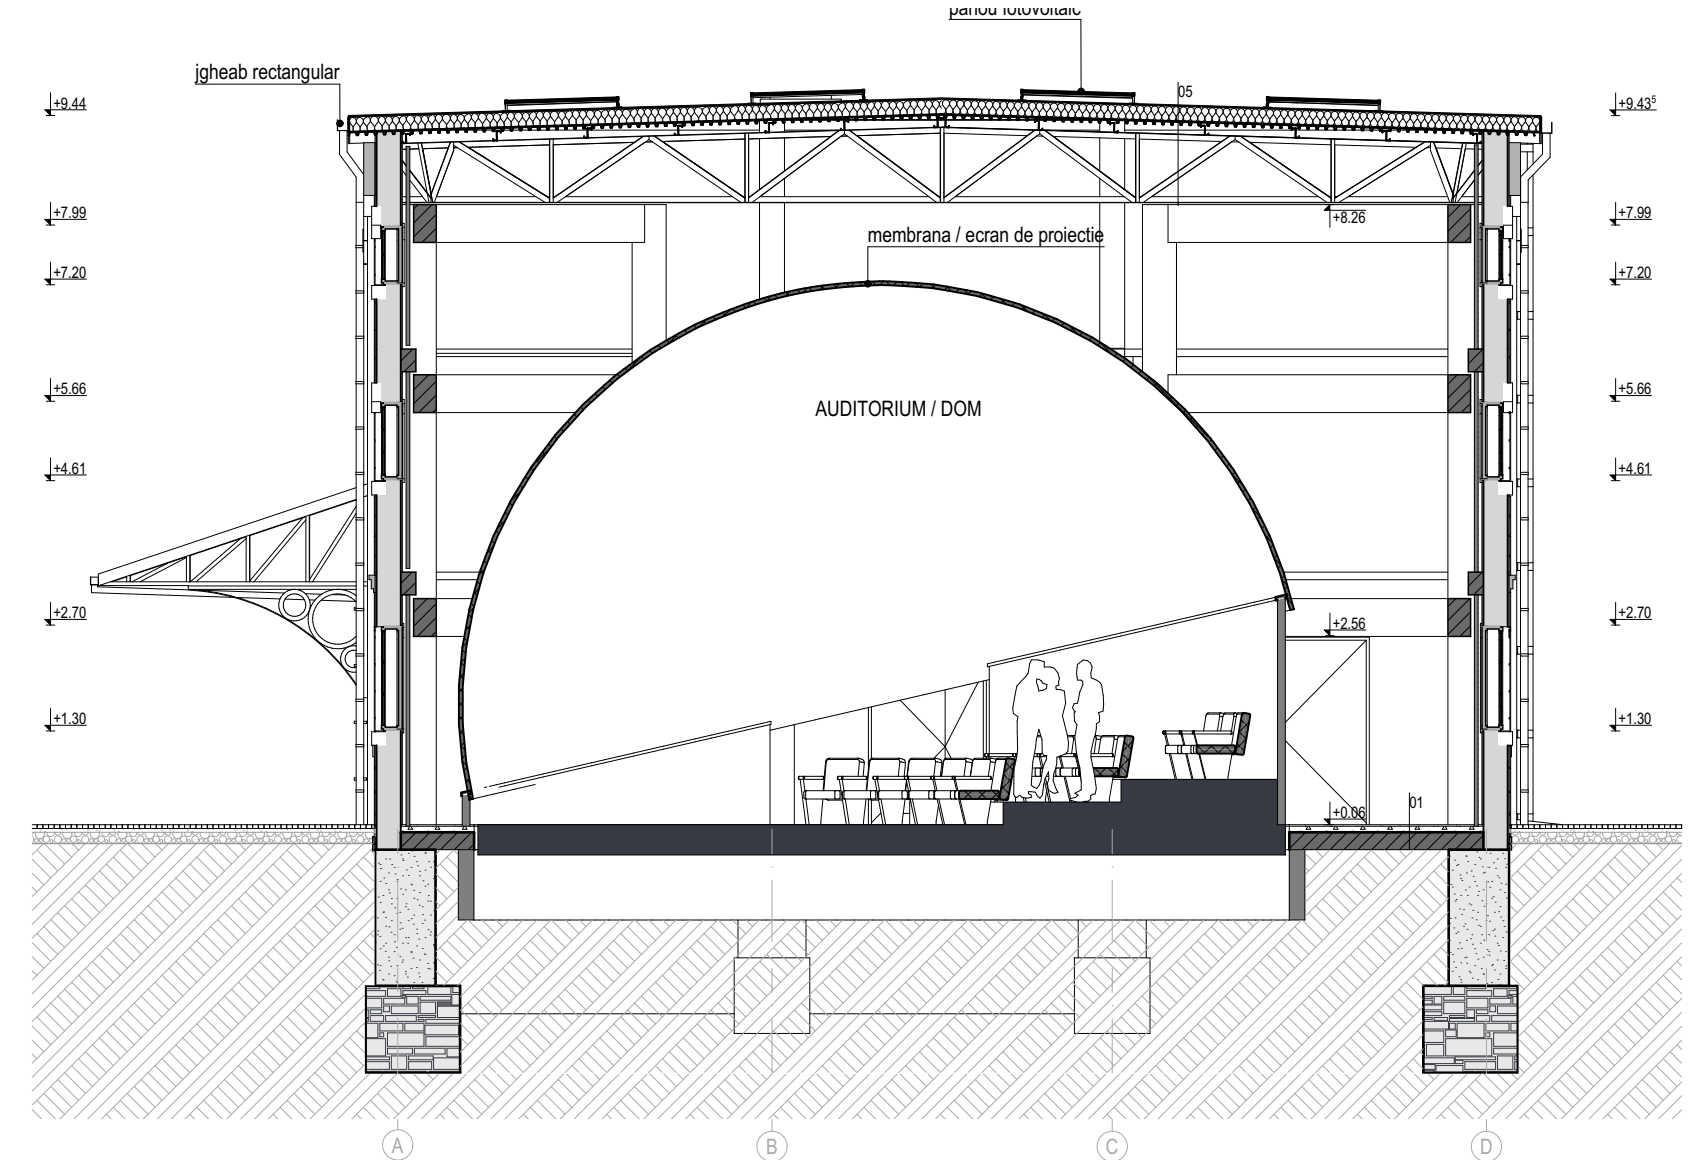 panou fotovoltaic
jgheab rectangular
05
+9.44
+9.43⁵
+7.99
+8.26
+7.99
membrana / ecran de proiectie
+7.20
+7.20
+5.66
+5.66
AUDITORIUM / DOM
+4.61
+4.61
+2.70
+2.56
+2.70
+1.30
+1.30
+0.06
01
A
B
C
D